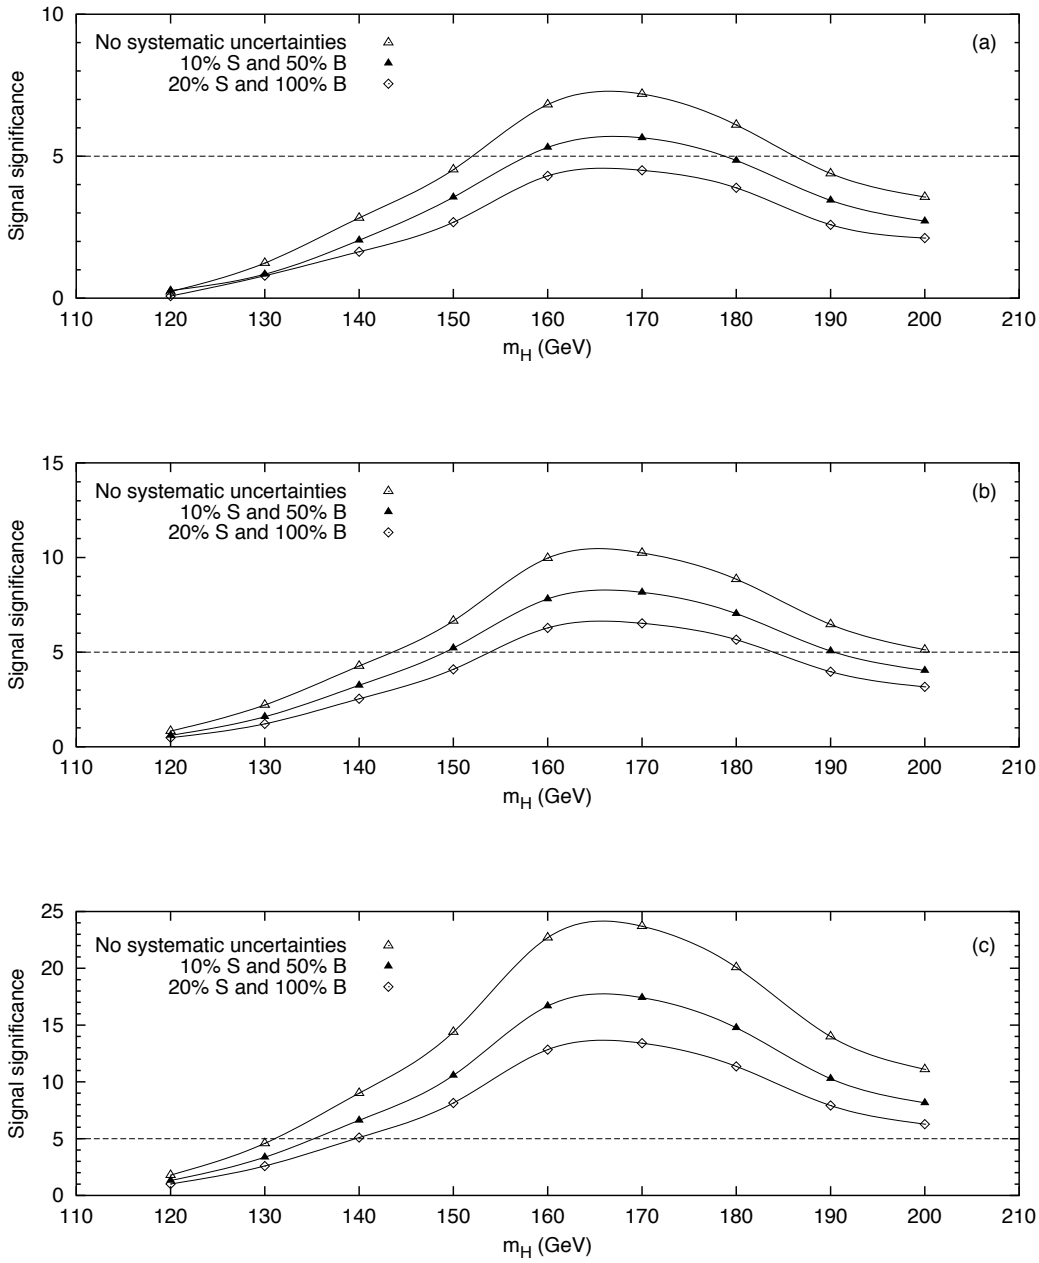 10
No systematic uncertainties
(a)
10% S and 50% B
20% S and 100% B
Signal significance
5
0
110 120 130 140 150 160 170 180 190 200 210
m_H (GeV)
15
No systematic uncertainties
(b)
10% S and 50% B
20% S and 100% B
10
Signal significance
5
0
110 120 130 140 150 160 170 180 190 200 210
m_H (GeV)
25
No systematic uncertainties
(c)
10% S and 50% B
20% S and 100% B
20
15
Signal significance
10
5
0
110 120 130 140 150 160 170 180 190 200 210
m_H (GeV)